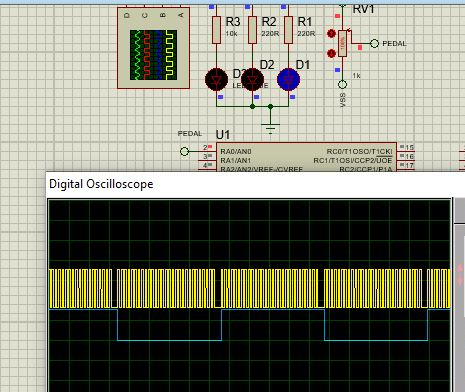 D C B A
R3 R2 R1 RV1
10k 220R 220R
PEDAL
D2 D1
1k
VSS
PEDAL
U1
2 RA0/AN0 RC0/T1OSO/T1CKI 15
3 RA1/AN1 RC1/T1OSI/CCP2/UOE 16
4 RA2/AN2/VREF-/CVREF RC2/CCP1/P1A 17
Digital Oscilloscope